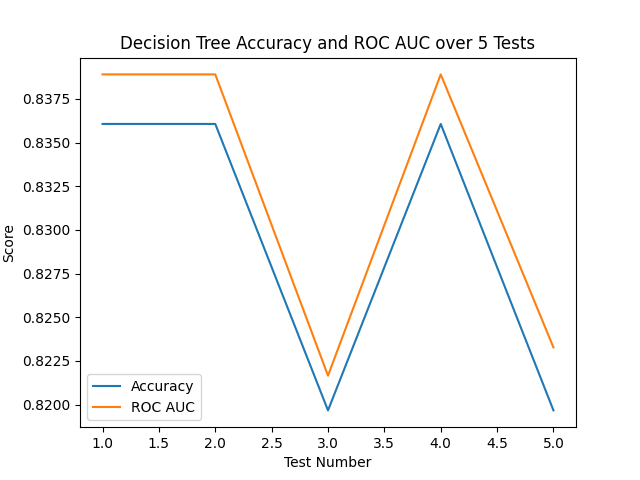 Decision Tree Accuracy and ROC AUC over 5 Tests
Score
0.8375
0.8350
0.8325
0.8300
0.8275
0.8250
0.8225
0.8200
Accuracy
ROC AUC
1.0 1.5 2.0 2.5 3.0 3.5 4.0 4.5 5.0
Test Number